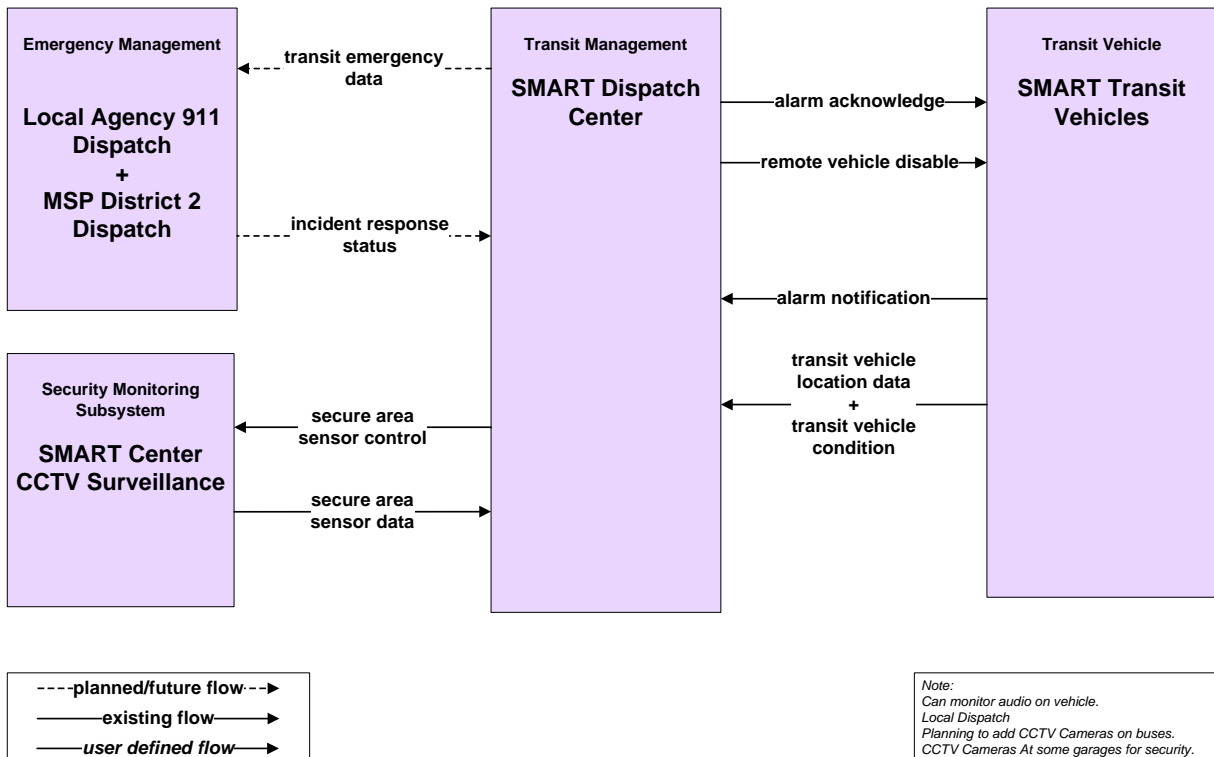 Emergency Management
Local Agency 911
Dispatch
+
MSP District 2
Dispatch
transit emergency
data
incident response
status
Security Monitoring
Subsystem
SMART Center
CCTV Surveillance
secure area
sensor control
secure area
sensor data
Transit Management
SMART Dispatch
Center
alarm acknowledge
remote vehicle disable
alarm notification
transit vehicle
location data
+
transit vehicle
condition
Transit Vehicle
SMART Transit
Vehicles
planned/future flow
existing flow
user defined flow
Note:
Can monitor audio on vehicle.
Local Dispatch
Planning to add CCTV Cameras on buses.
CCTV Cameras At some garages for security.